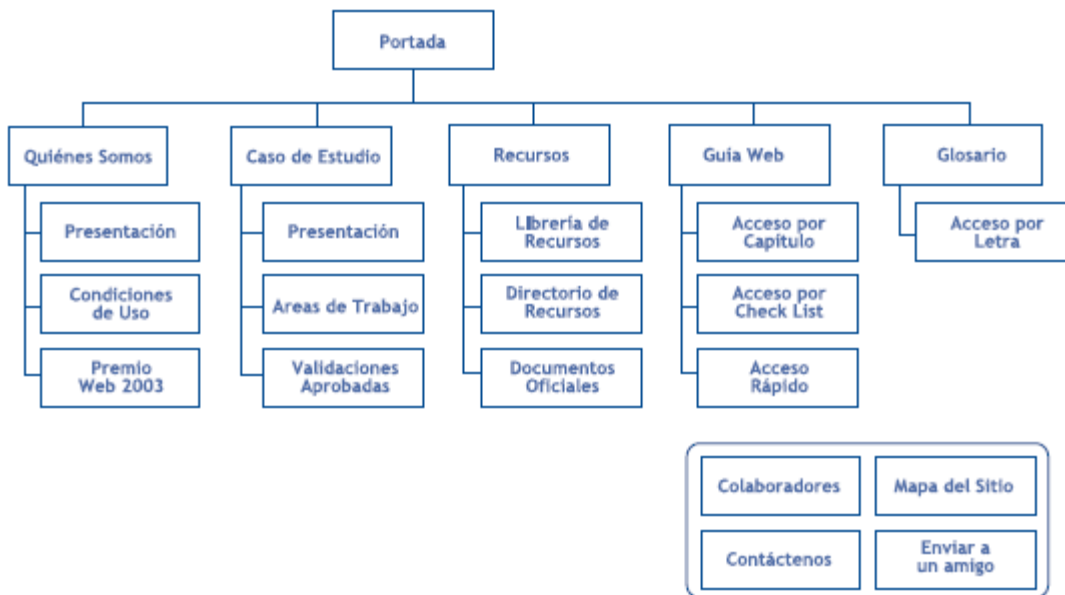 Portada
Quiénes Somos
Caso de Estudio
Recursos
Guía Web
Glosario
Presentación
Condiciones
de Uso
Premio
Web 2003
Presentación
Areas de Trabajo
Validaciones
Aprobadas
Librería de
Recursos
Directorio de
Recursos
Documentos
Oficiales
Acceso por
Capítulo
Acceso por
Check List
Acceso
Rápido
Acceso por
Letra
Colaboradores
Mapa del Sitio
Contáctenos
Enviar a
un amigo